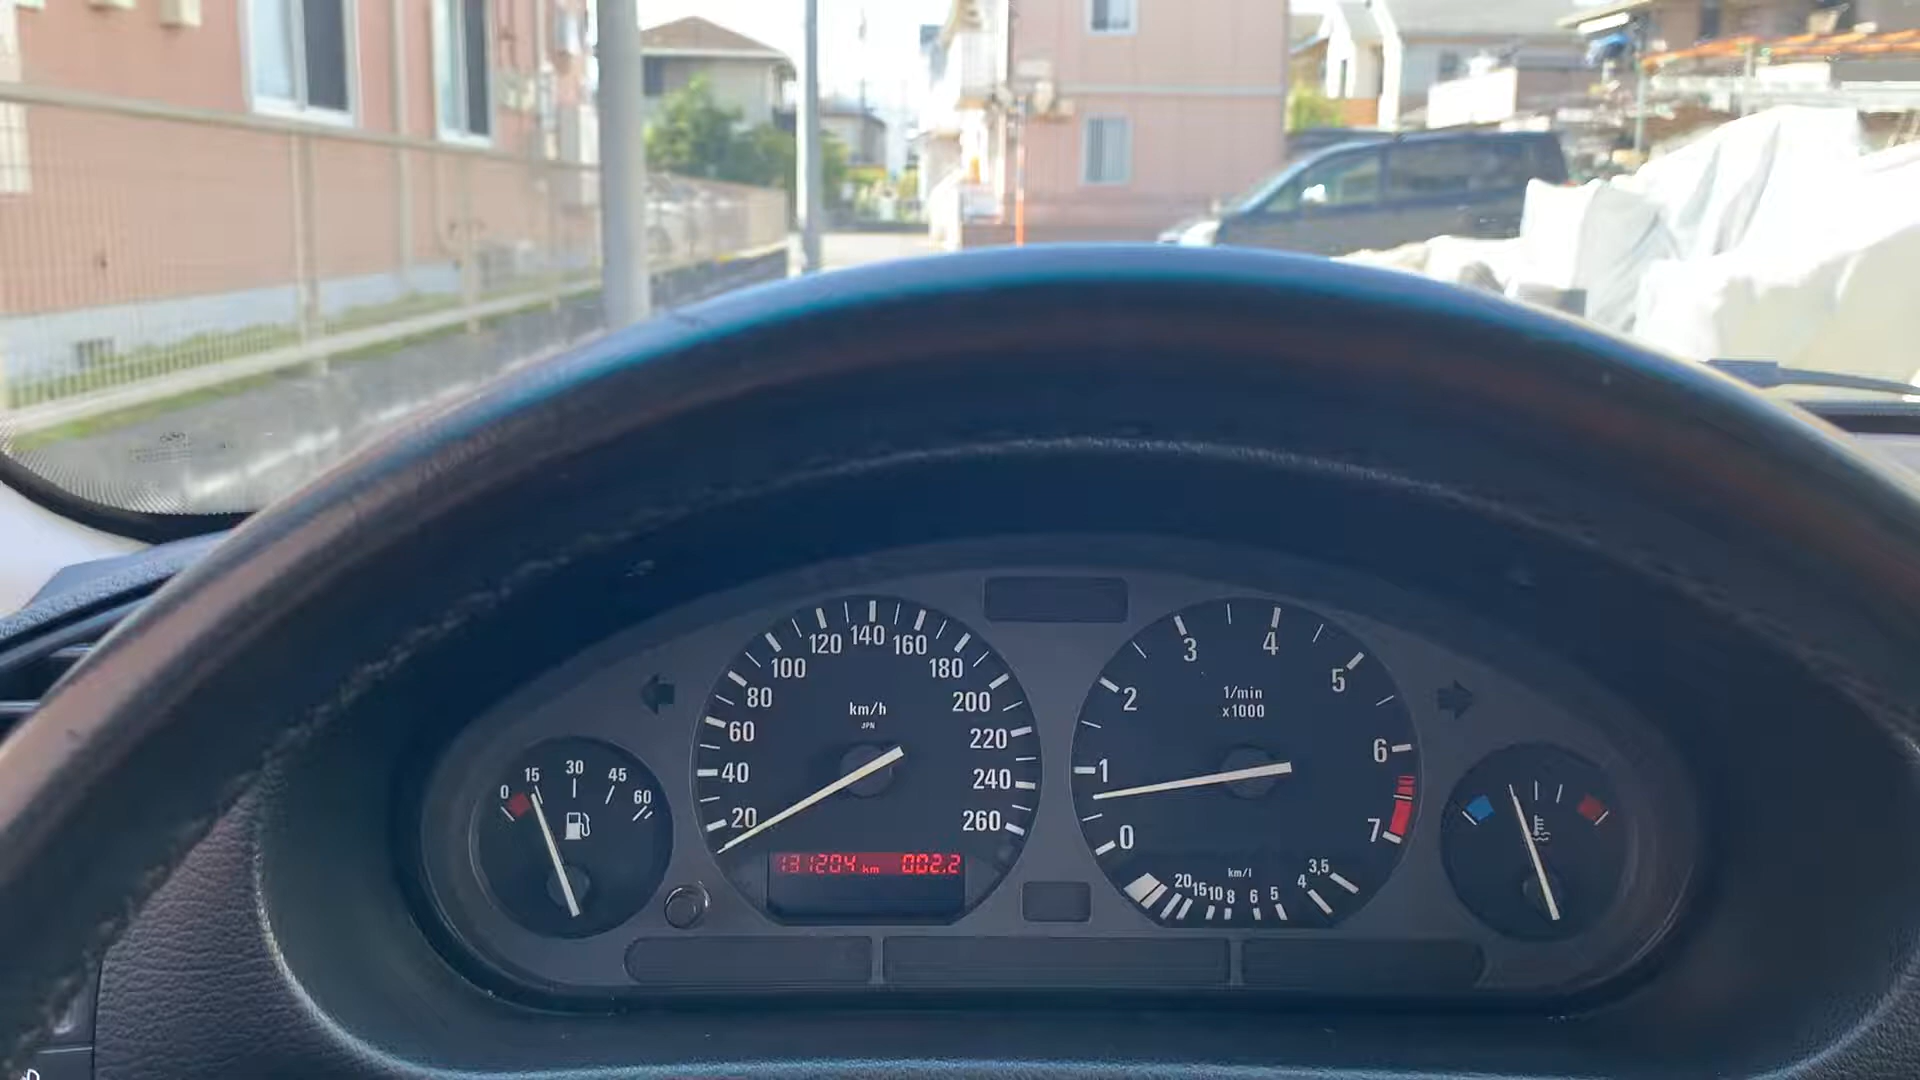 0 15 30 45 60
20 40 60 80 100 120 140 160 180 200 220 240 260
km/h
JPN
131204 km 002.2
0 1 2 3 4 5 6 7
1/min
x1000
km/l
20 15 10 8 6 5 4 3,5